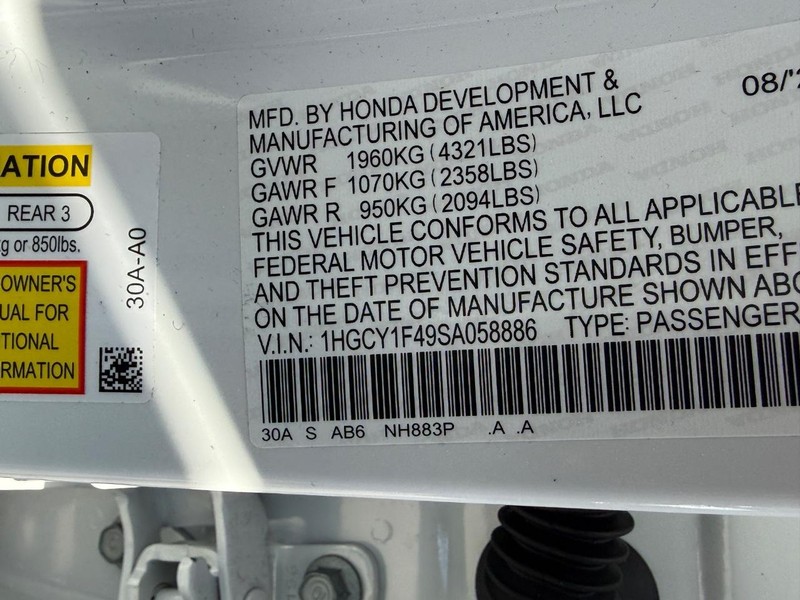 ATION
REAR 3
kg or 850lbs.
OWNER'S
UAL FOR
TIONAL
RMATION
30A-A0
08/'2
MFD. BY HONDA DEVELOPMENT &
MANUFACTURING OF AMERICA, LLC
GVWR 1960KG (4321LBS)
GAWR F 1070KG (2358LBS)
GAWR R 950KG (2094LBS)
THIS VEHICLE CONFORMS TO ALL APPLICABLE
FEDERAL MOTOR VEHICLE SAFETY, BUMPER,
AND THEFT PREVENTION STANDARDS IN EFF
ON THE DATE OF MANUFACTURE SHOWN ABO
V.I.N.: 1HGCY1F49SA058886 TYPE: PASSENGER
30A S AB6 NH883P .A .A